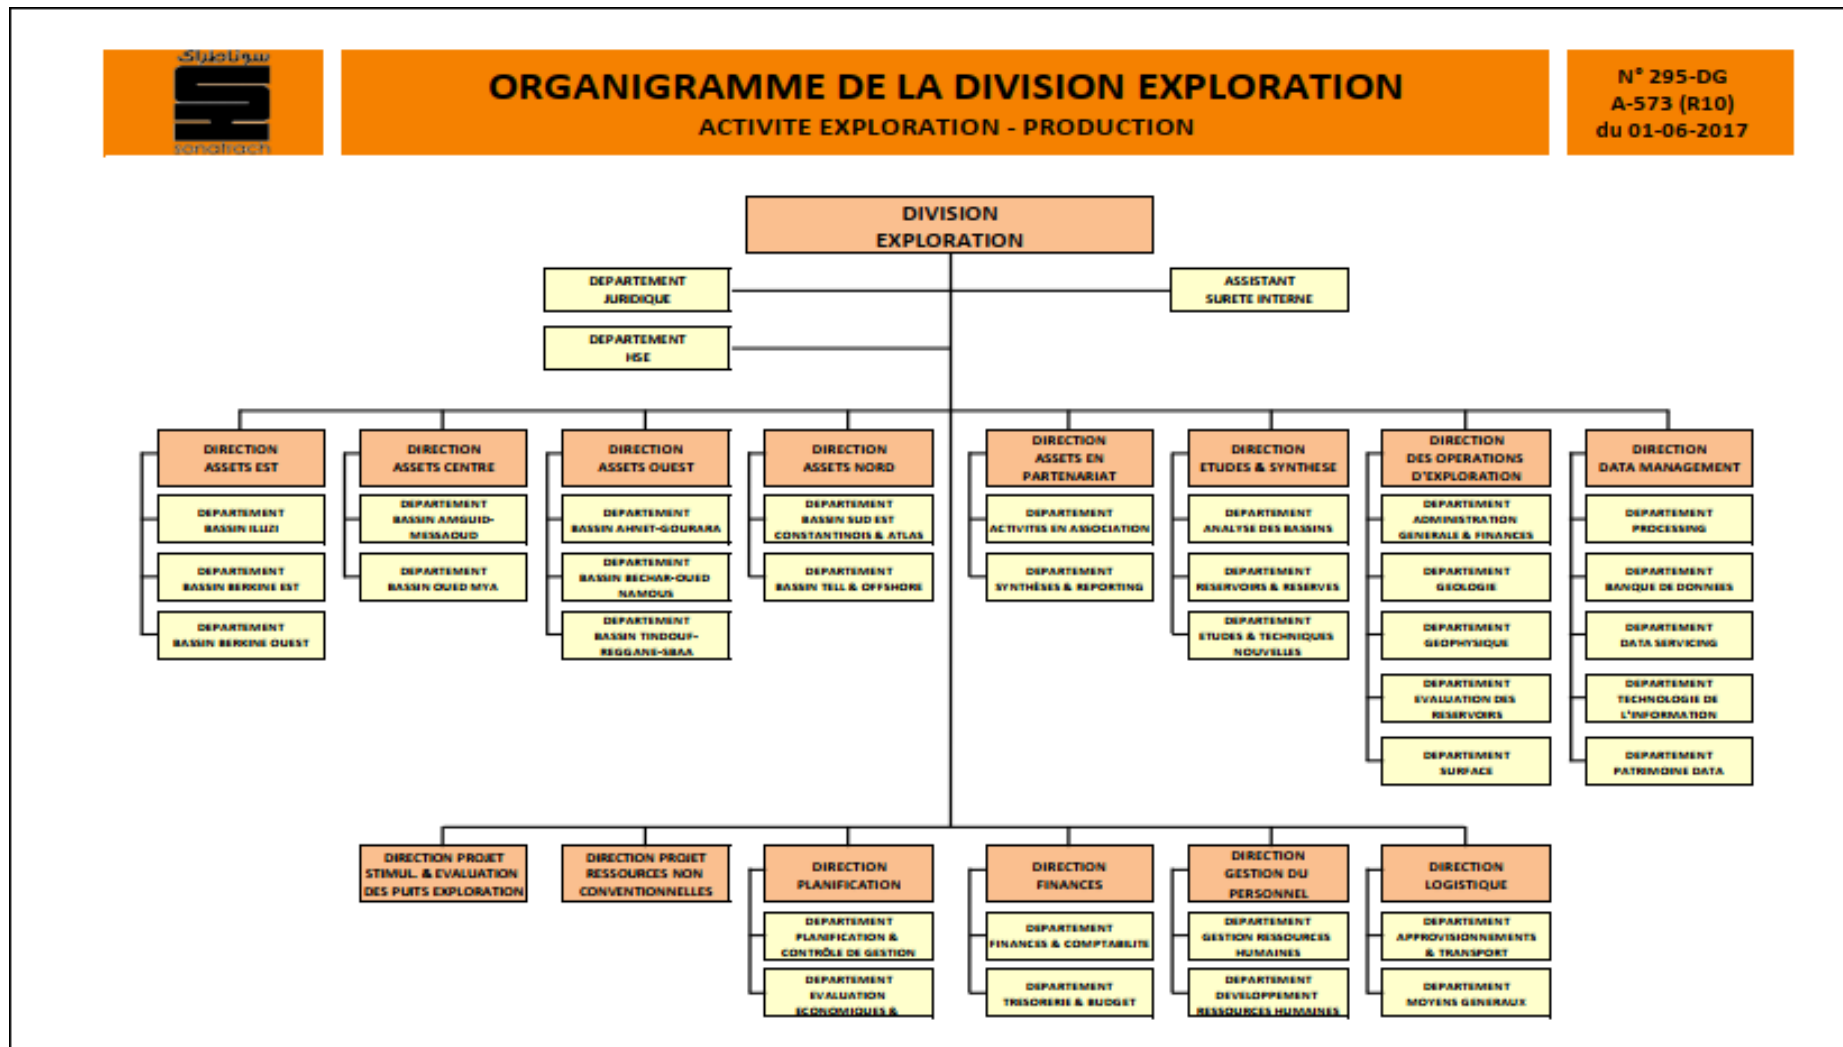 سوناطراك
sonatrach
ORGANIGRAMME DE LA DIVISION EXPLORATION
ACTIVITE EXPLORATION - PRODUCTION
N° 295-DG
A-573 (R10)
du 01-06-2017
DIVISION
EXPLORATION
DEPARTEMENT
JURIDIQUE
ASSISTANT
SURETE INTERNE
DEPARTEMENT
HSE
DIRECTION
ASSETS EST
DEPARTEMENT
BASSIN ILLIZI
DEPARTEMENT
BASSIN BERKINE EST
DEPARTEMENT
BASSIN BERKINE OUEST
DIRECTION
ASSETS CENTRE
DEPARTEMENT
BASSIN AMGUID-
MESSAOUD
DEPARTEMENT
BASSIN OUED MYA
DIRECTION
ASSETS OUEST
DEPARTEMENT
BASSIN AHNET-GOURARA
DEPARTEMENT
BASSIN BECHAR-OUED
NAMOUS
DEPARTEMENT
BASSIN TINDOUF-
REGGANE-SBAA
DIRECTION
ASSETS NORD
DEPARTEMENT
BASSIN SUD EST
CONSTANTINOIS & ATLAS
DEPARTEMENT
BASSIN TELL & OFFSHORE
DIRECTION
ASSETS EN
PARTENARIAT
DEPARTEMENT
ACTIVITES EN ASSOCIATION
DEPARTEMENT
SYNTHÈSES & REPORTING
DIRECTION
ETUDES & SYNTHESE
DEPARTEMENT
ANALYSE DES BASSINS
DEPARTEMENT
RESERVOIRS & RESERVES
DEPARTEMENT
ETUDES & TECHNIQUES
NOUVELLES
DIRECTION
DES OPERATIONS
D'EXPLORATION
DEPARTEMENT
ADMINISTRATION
GENERALE & FINANCES
DEPARTEMENT
GEOLOGIE
DEPARTEMENT
GEOPHYSIQUE
DEPARTEMENT
EVALUATION DES
RESERVOIRS
DEPARTEMENT
SURFACE
DIRECTION
DATA MANAGEMENT
DEPARTEMENT
PROCESSING
DEPARTEMENT
BANQUE DE DONNEES
DEPARTEMENT
DATA SERVICING
DEPARTEMENT
TECHNOLOGIE DE
L'INFORMATION
DEPARTEMENT
PATRIMOINE DATA
DIRECTION PROJET
STIMUL. & EVALUATION
DES PUITS EXPLORATION
DIRECTION PROJET
RESSOURCES NON
CONVENTIONNELLES
DIRECTION
PLANIFICATION
DEPARTEMENT
PLANIFICATION &
CONTRÔLE DE GESTION
DEPARTEMENT
EVALUATION
ECONOMIQUES &
DIRECTION
FINANCES
DEPARTEMENT
FINANCES & COMPTABILITE
DEPARTEMENT
TRESORERIE & BUDGET
DIRECTION
GESTION DU
PERSONNEL
DEPARTEMENT
GESTION RESSOURCES
HUMAINES
DEPARTEMENT
DEVELOPPEMENT
RESSOURCES HUMAINES
DIRECTION
LOGISTIQUE
DEPARTEMENT
APPROVISIONNEMENTS
& TRANSPORT
DEPARTEMENT
MOYENS GENERAUX